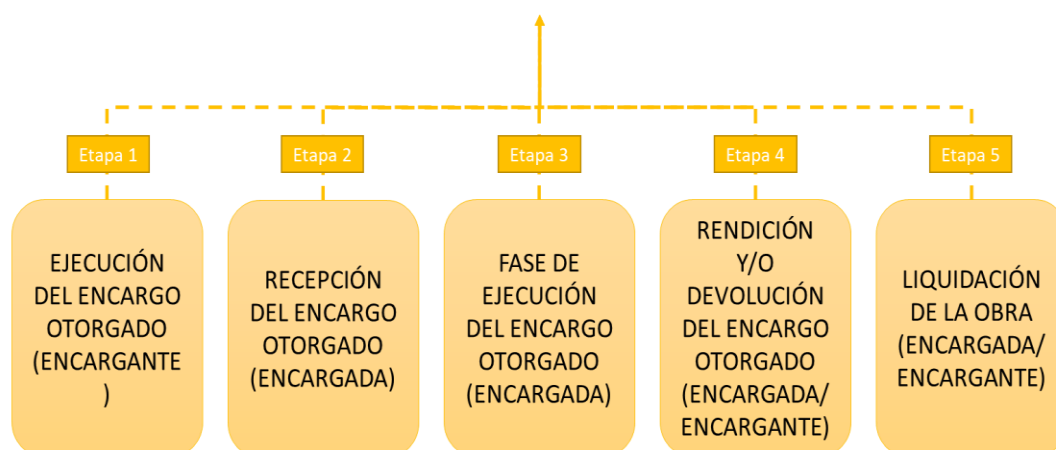 Etapa 1
EJECUCIÓN
DEL ENCARGO
OTORGADO
(ENCARGANTE
)
Etapa 2
RECEPCIÓN
DEL ENCARGO
OTORGADO
(ENCARGADA)
Etapa 3
FASE DE
EJECUCIÓN
DEL ENCARGO
OTORGADO
(ENCARGADA)
Etapa 4
RENDICIÓN
Y/O
DEVOLUCIÓN
DEL ENCARGO
OTORGADO
(ENCARGADA/
ENCARGANTE)
Etapa 5
LIQUIDACIÓN
DE LA OBRA
(ENCARGADA/
ENCARGANTE)